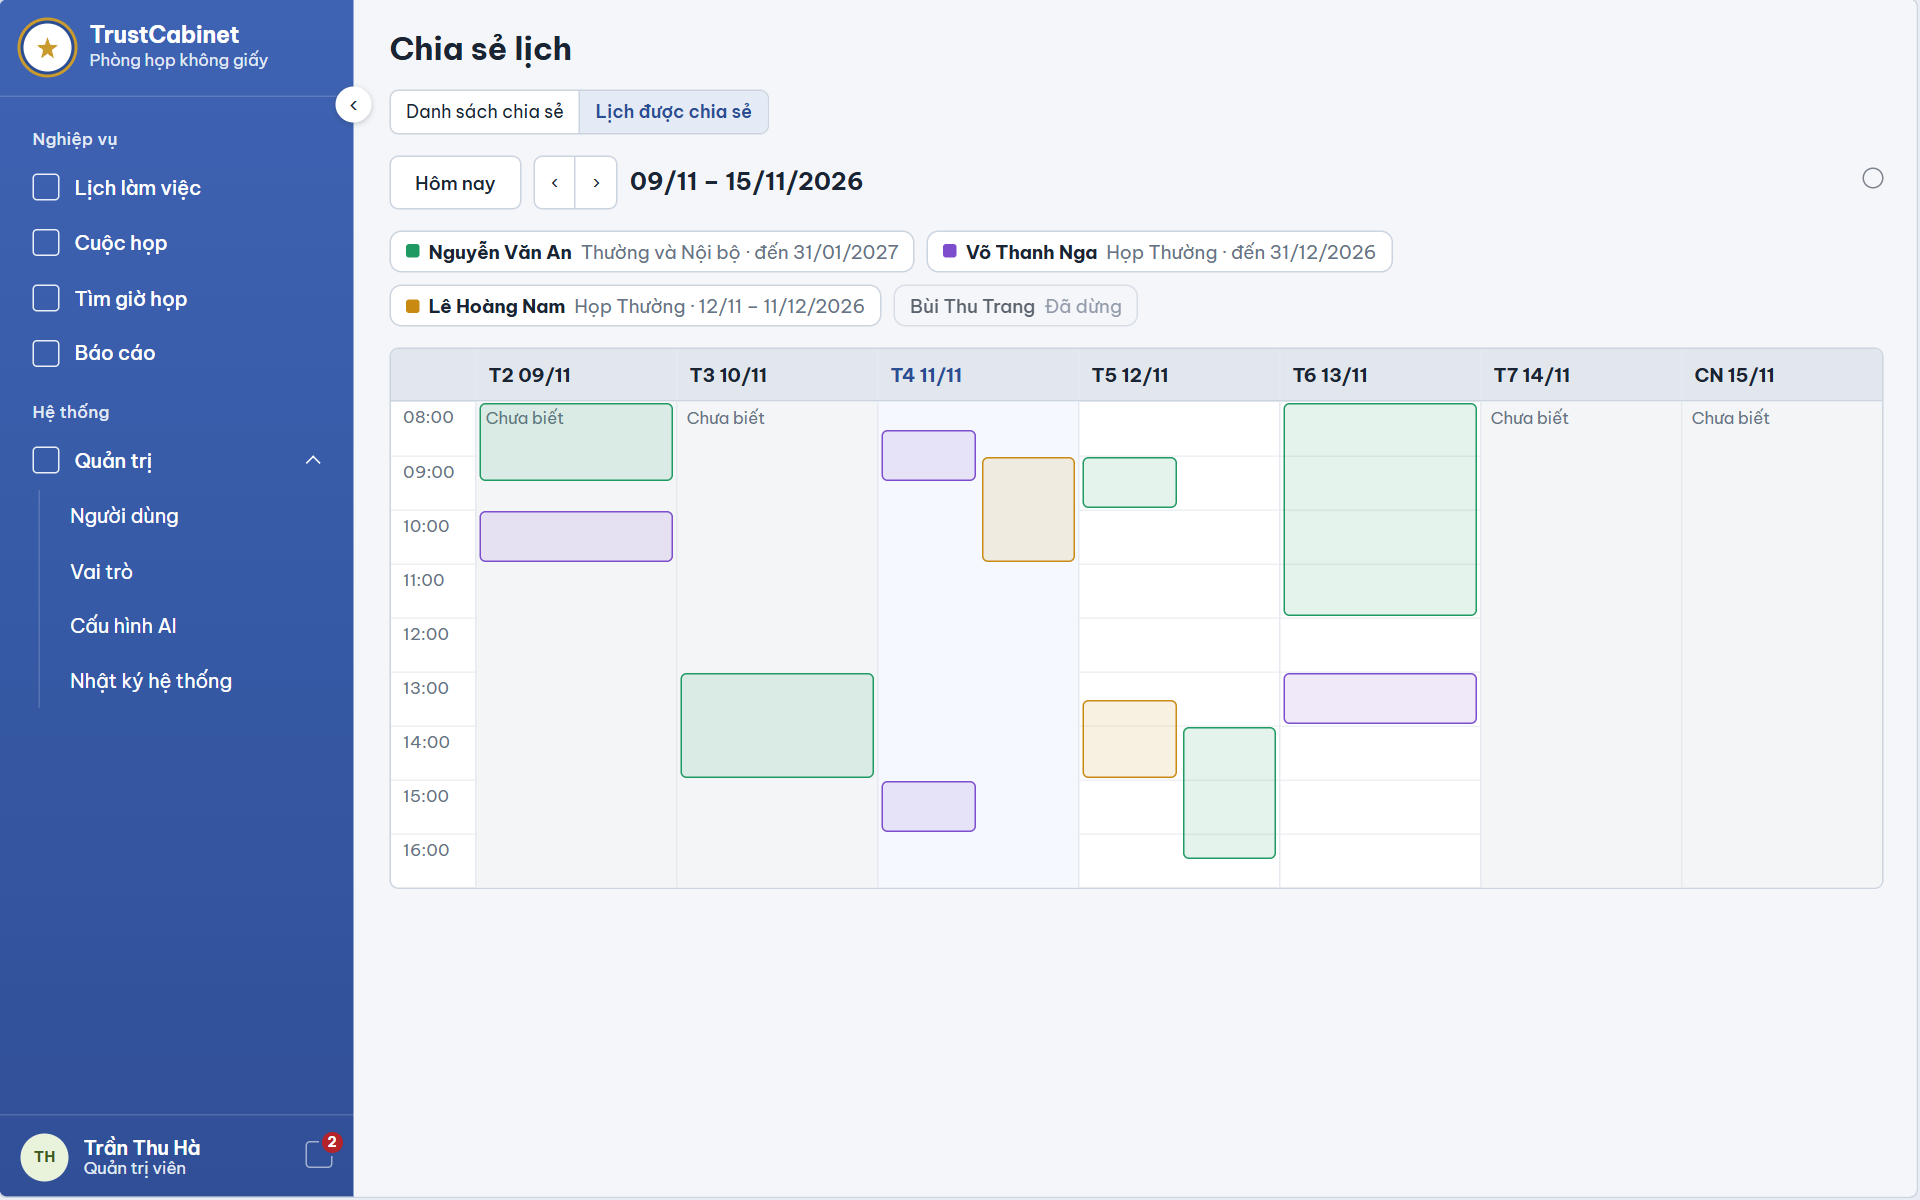 TrustCabinet
Phòng họp không giấy
Nghiệp vụ
Lịch làm việc
Cuộc họp
Tìm giờ họp
Báo cáo
Hệ thống
Quản trị
Người dùng
Vai trò
Cấu hình AI
Nhật ký hệ thống
TH
Trần Thu Hà
Quản trị viên
2
Chia sẻ lịch
Danh sách chia sẻ
Lịch được chia sẻ
Hôm nay
‹ ›
09/11 – 15/11/2026
Nguyễn Văn An Thường và Nội bộ · đến 31/01/2027
Võ Thanh Nga Họp Thường · đến 31/12/2026
Lê Hoàng Nam Họp Thường · 12/11 – 11/12/2026
Bùi Thu Trang Đã dừng
T2 09/11
T3 10/11
T4 11/11
T5 12/11
T6 13/11
T7 14/11
CN 15/11
Chưa biết
Chưa biết
Chưa biết
Chưa biết
08:00
09:00
10:00
11:00
12:00
13:00
14:00
15:00
16:00